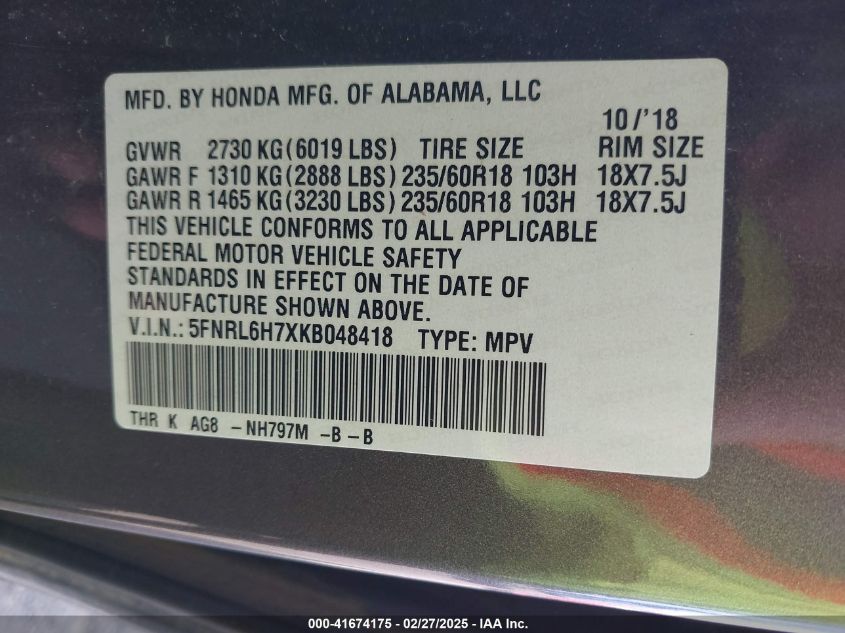 MFD. BY HONDA MFG. OF ALABAMA, LLC
10/'18
GVWR 2730 KG (6019 LBS) TIRE SIZE RIM SIZE
GAWR F 1310 KG (2888 LBS) 235/60R18 103H 18X7.5J
GAWR R 1465 KG (3230 LBS) 235/60R18 103H 18X7.5J
THIS VEHICLE CONFORMS TO ALL APPLICABLE
FEDERAL MOTOR VEHICLE SAFETY
STANDARDS IN EFFECT ON THE DATE OF
MANUFACTURE SHOWN ABOVE.
V.I.N.: 5FNRL6H7XKB048418 TYPE: MPV
THR K AG8 -NH797M -B-B
000-41674175 - 02/27/2025 - IAA Inc.